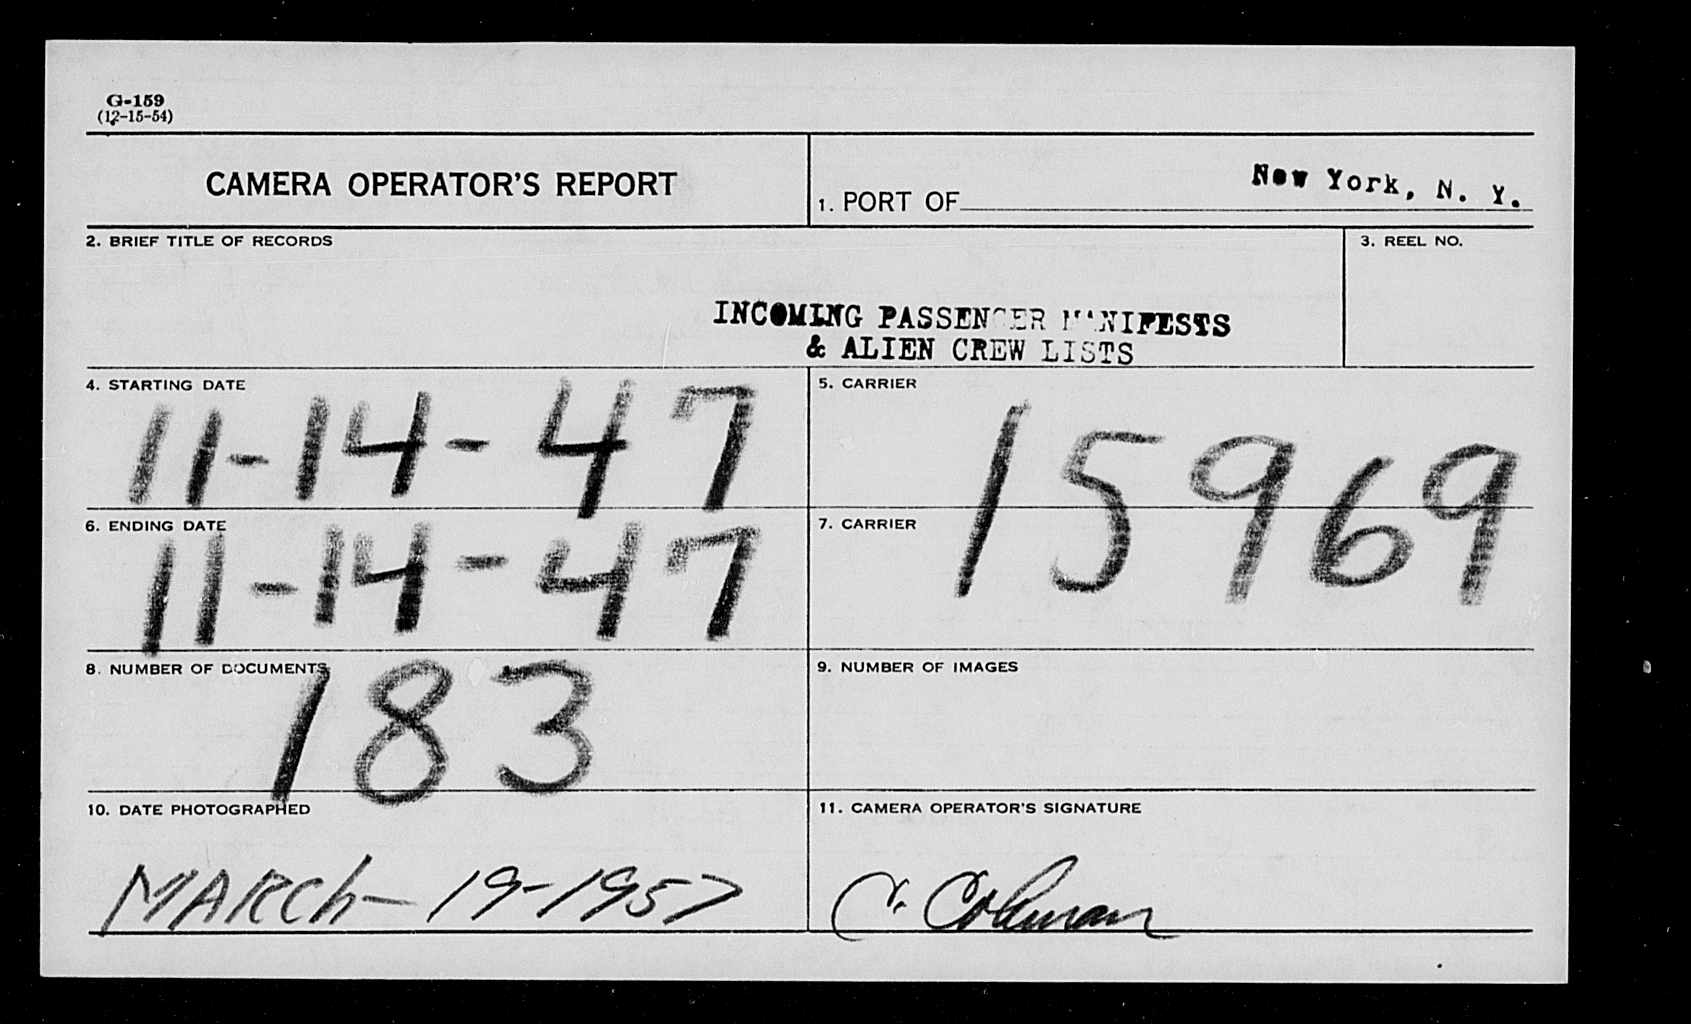 G-159
(12-15-54)
CAMERA OPERATOR'S REPORT
1. PORT OF New York, N. Y.
2. BRIEF TITLE OF RECORDS
3. REEL NO.
INCOMING PASSENGER MANIFESTS
& ALIEN CREW LISTS
4. STARTING DATE
11-14-47
5. CARRIER
15969
6. ENDING DATE
11-14-47
7. CARRIER
8. NUMBER OF DOCUMENTS
183
9. NUMBER OF IMAGES
10. DATE PHOTOGRAPHED
MARCh-19-1957
11. CAMERA OPERATOR'S SIGNATURE
C. Coleman